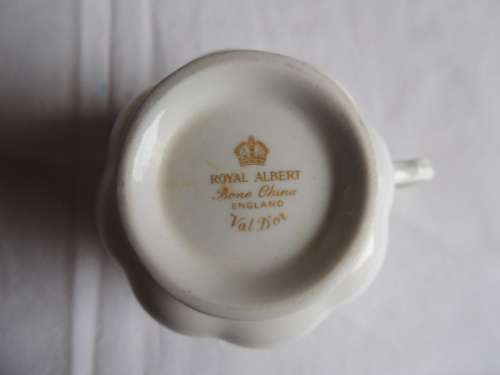 ROYAL ALBERT
Bone China
ENGLAND
Val D'or